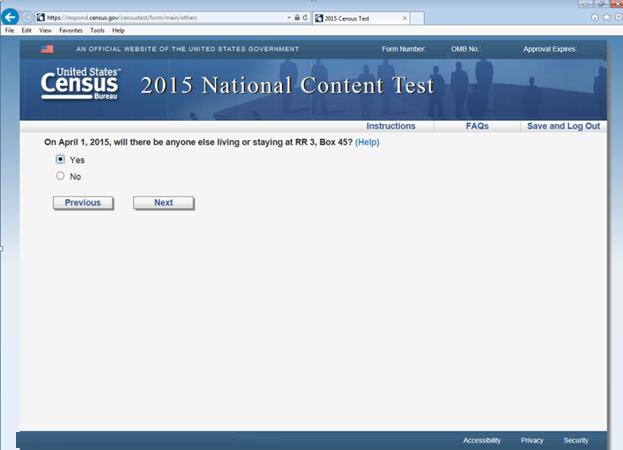 https://respond.census.gov/censustest/form/main/others
2015 Census Test
File Edit View Favorites Tools Help
AN OFFICIAL WEBSITE OF THE UNITED STATES GOVERNMENT Form Number: OMB No.: Approval Expires:
United States™
Census
Bureau
2015 National Content Test
Instructions FAQs Save and Log Out
On April 1, 2015, will there be anyone else living or staying at RR 3, Box 45? (Help)
Yes
No
Previous Next
Accessibility Privacy Security